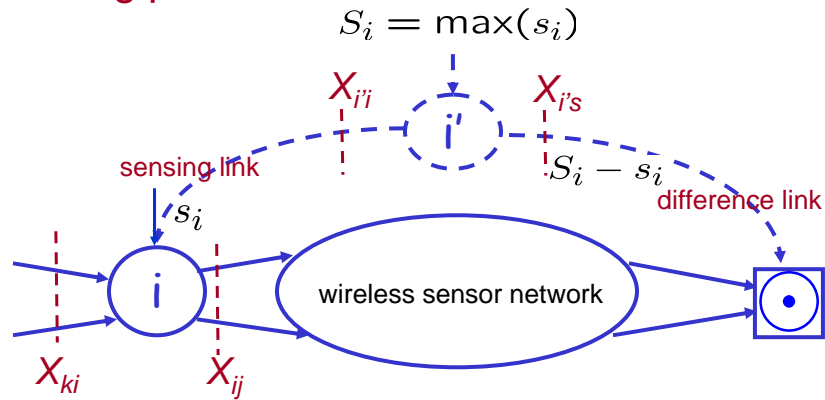 S_i = max(s_i)
X_{i'i}
X_{i's}
i'
sensing link
S_i − s_i
s_i
difference link
i
wireless sensor network
X_{ki}
X_{ij}